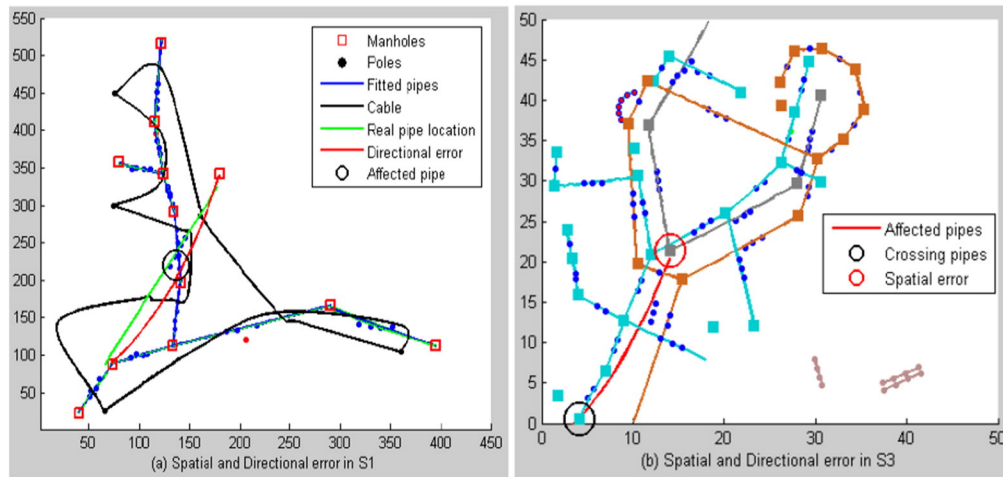 550
500
450
400
350
300
250
200
150
100
50
50 100 150 200 250 300 350 400 450
Manholes
Poles
Fitted pipes
Cable
Real pipe location
Directional error
Affected pipe
(a) Spatial and Directional error in S1
50
45
40
35
30
25
20
15
10
5
0
0 10 20 30 40 50
Affected pipes
Crossing pipes
Spatial error
(b) Spatial and Directional error in S3